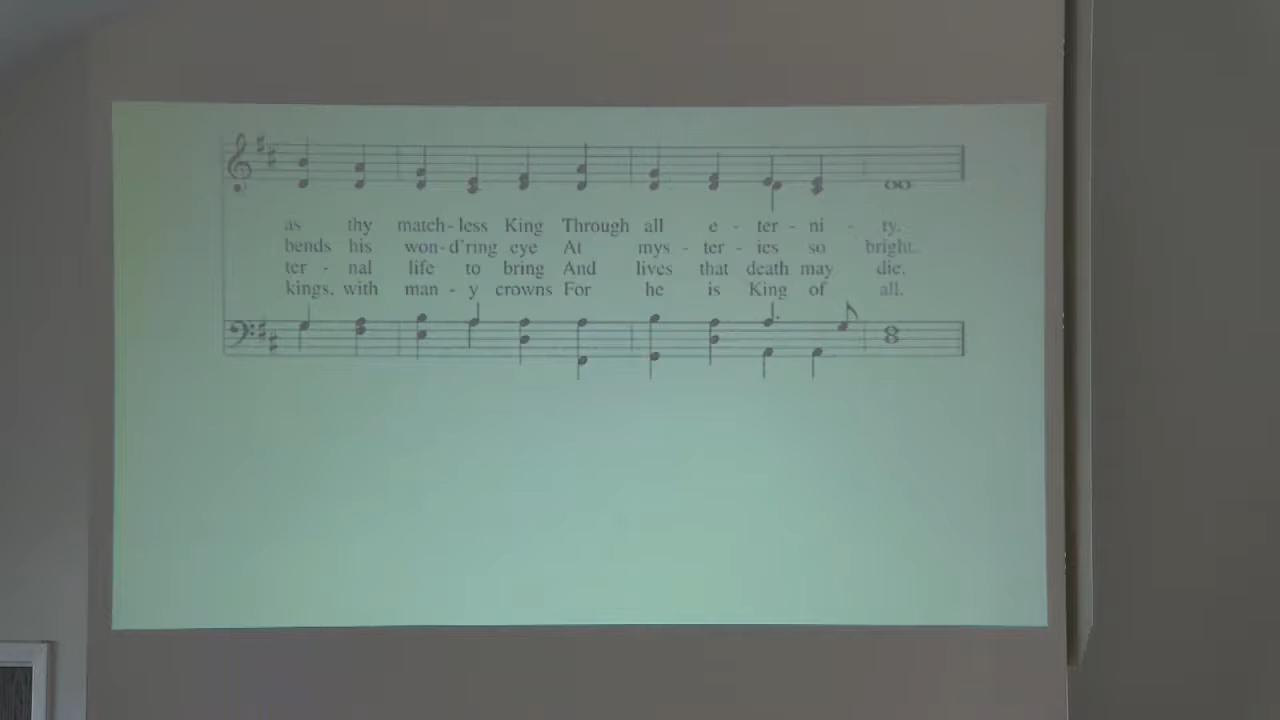 as thy match - less King Through all e - ter - ni - ty.
bends his won - d'ring eye At mys - ter - ies so bright.
ter - nal life to bring And lives that death may die.
kings, with man - y crowns For he is King of all.